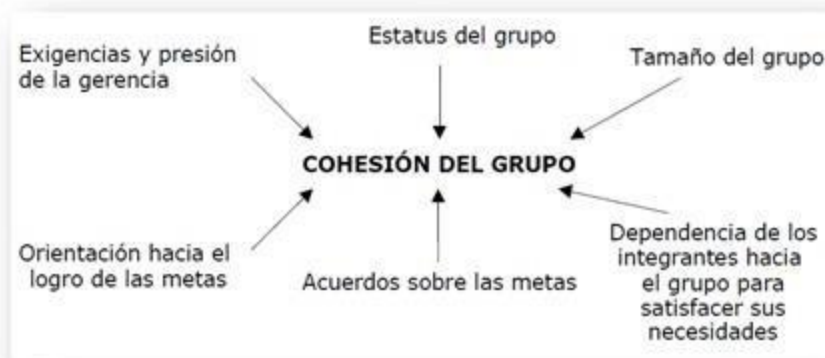 Exigencias y presión
de la gerencia
Estatus del grupo
Tamaño del grupo
COHESIÓN DEL GRUPO
Orientación hacia el
logro de las metas
Acuerdos sobre las metas
Dependencia de los
integrantes hacia
el grupo para
satisfacer sus
necesidades